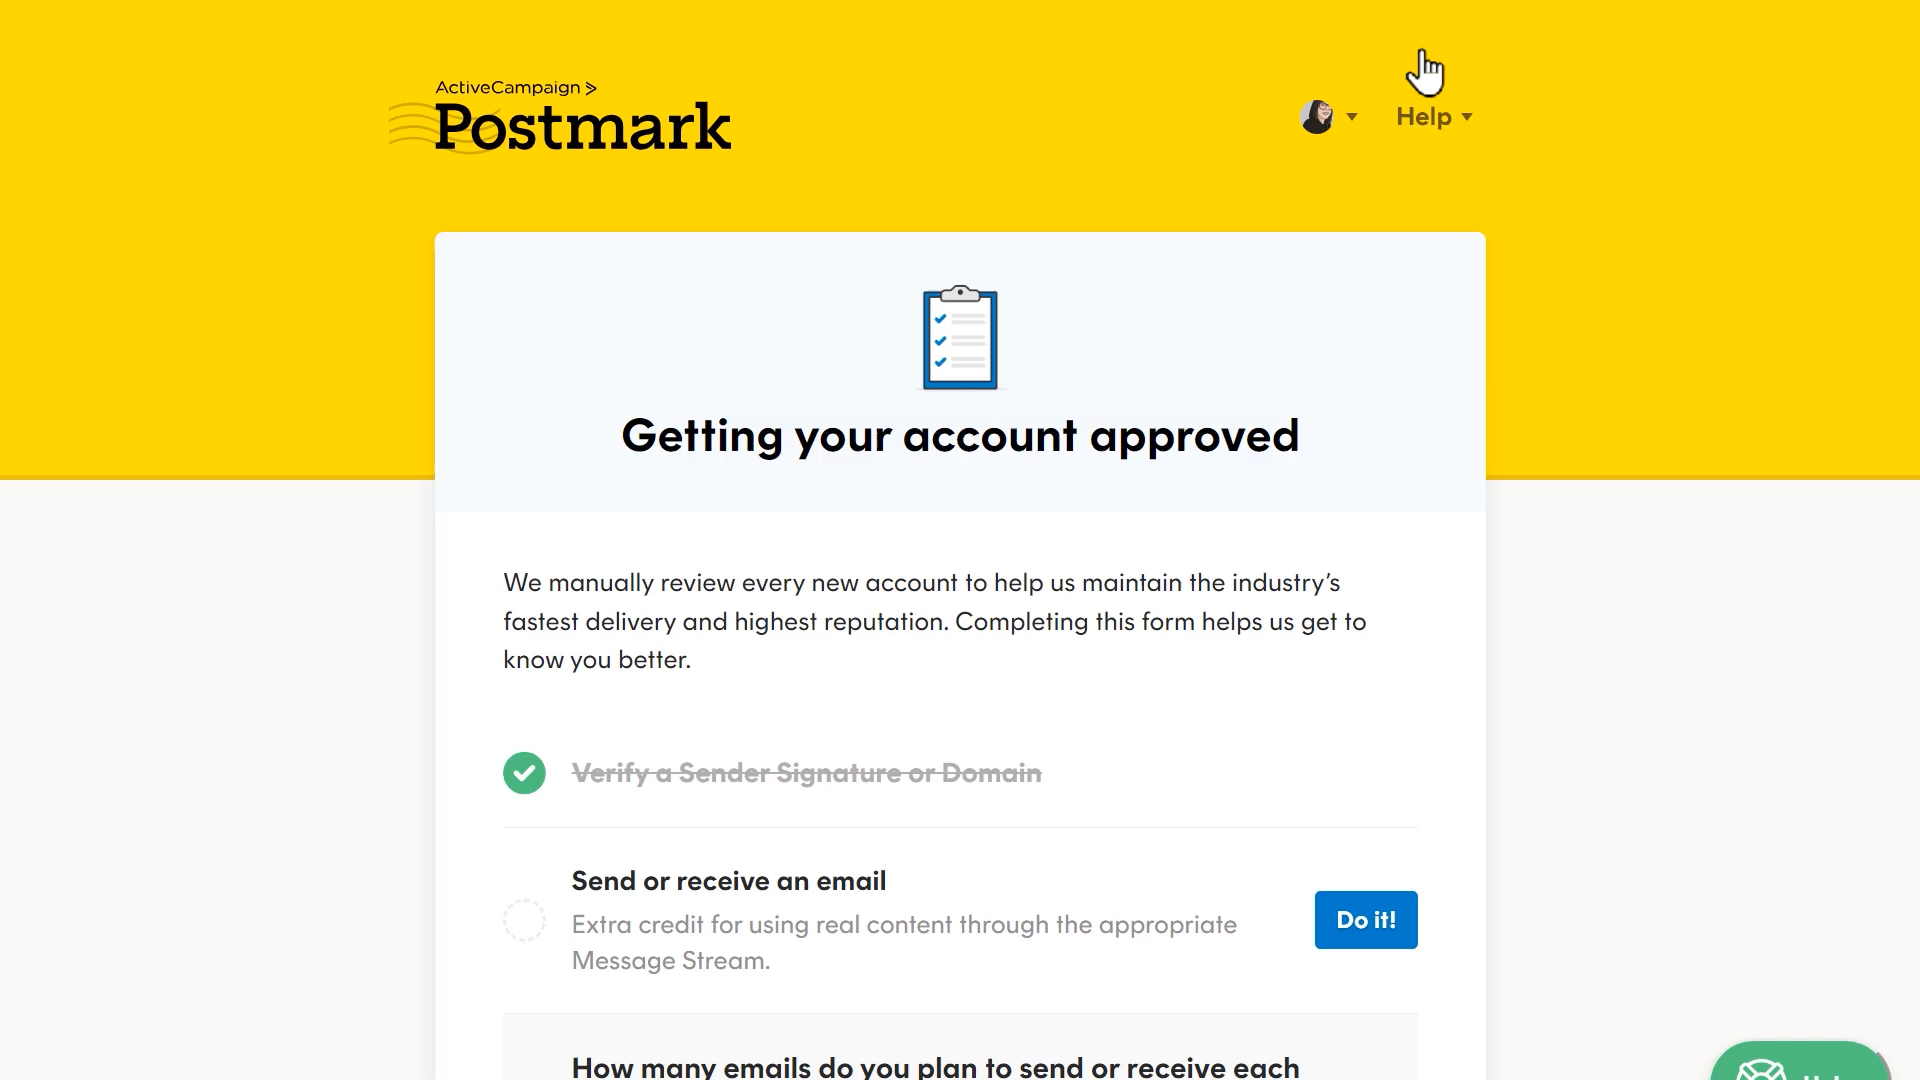 ActiveCampaign >
Postmark
Help
Getting your account approved
We manually review every new account to help us maintain the industry’s
fastest delivery and highest reputation. Completing this form helps us get to
know you better.
Verify a Sender Signature or Domain
Send or receive an email
Extra credit for using real content through the appropriate
Message Stream.
Do it!
How many emails do you plan to send or receive each